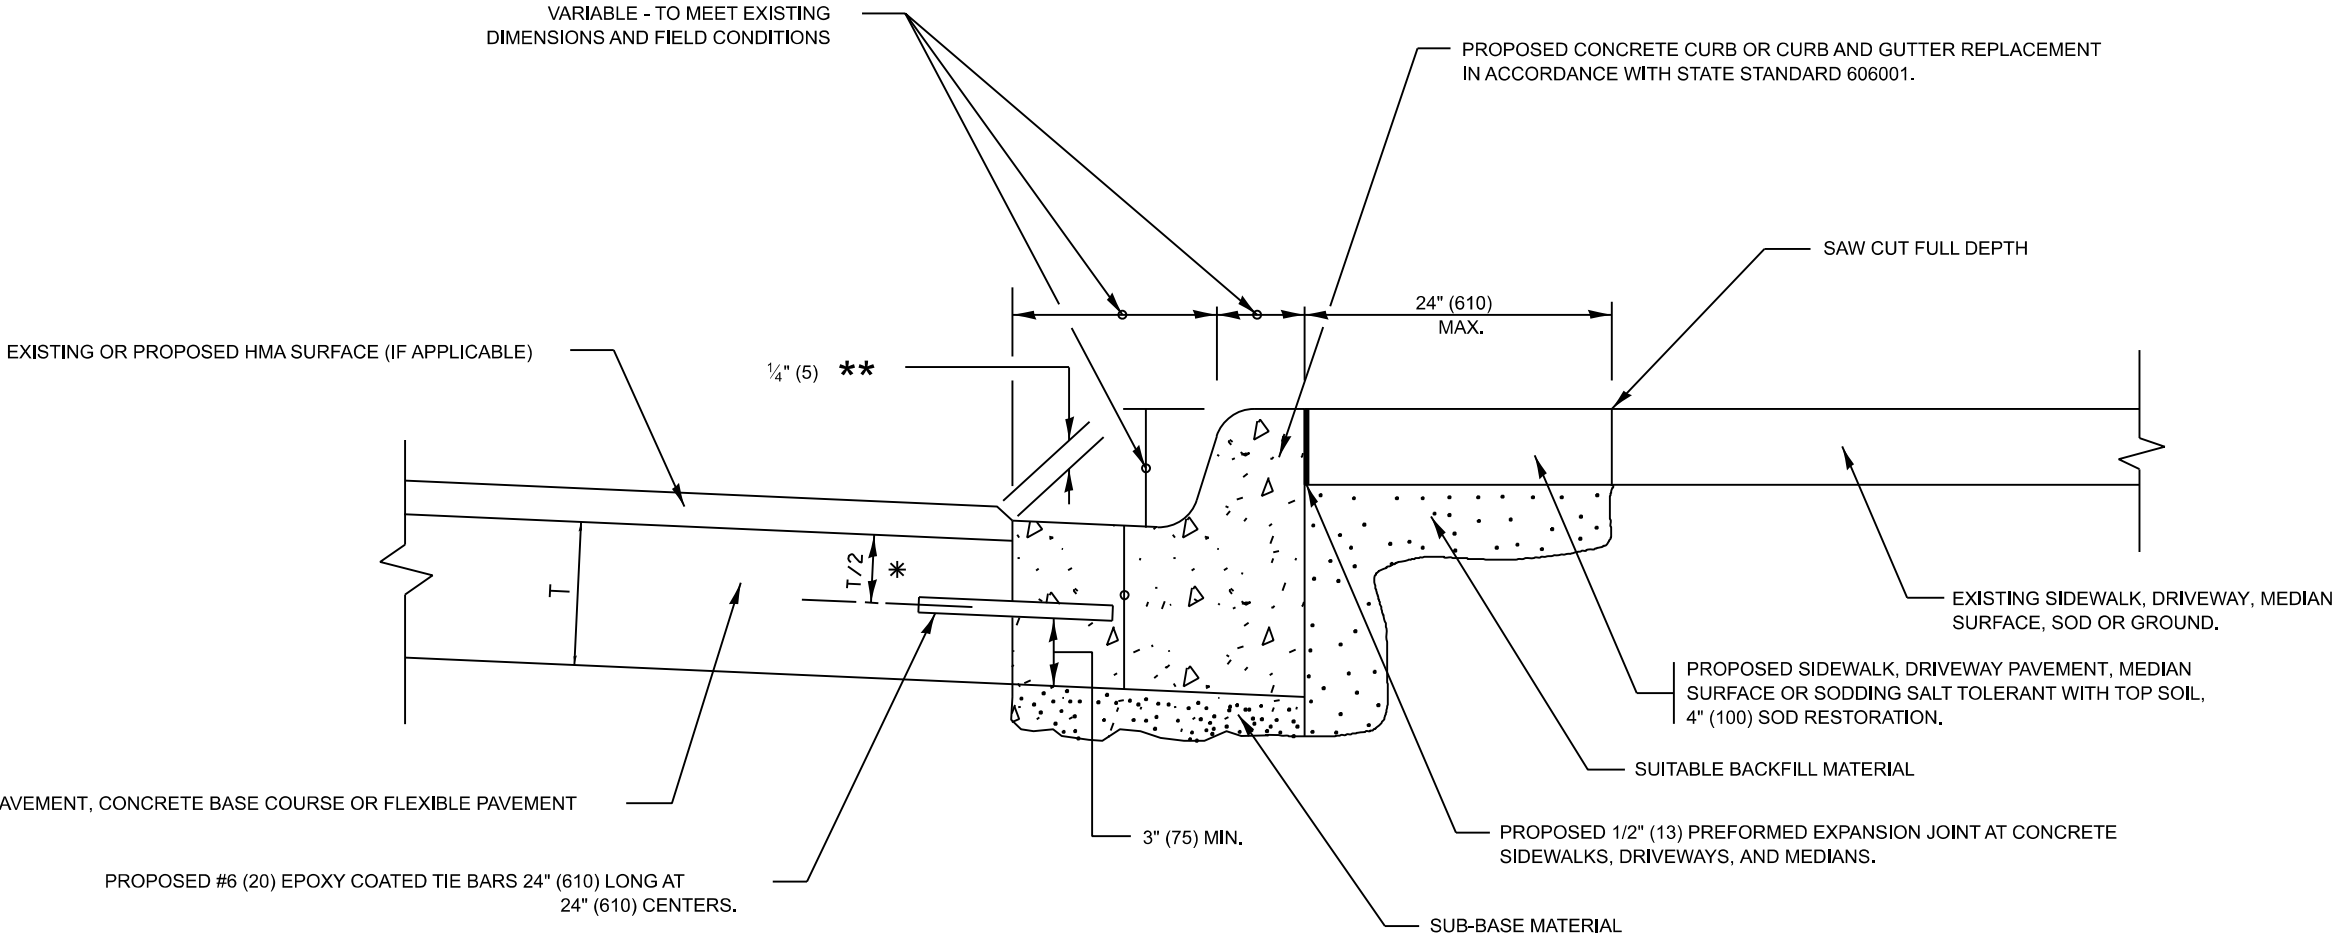 VARIABLE - TO MEET EXISTING
DIMENSIONS AND FIELD CONDITIONS
PROPOSED CONCRETE CURB OR CURB AND GUTTER REPLACEMENT
IN ACCORDANCE WITH STATE STANDARD 606001.
SAW CUT FULL DEPTH
24" (610)
MAX.
EXISTING OR PROPOSED HMA SURFACE (IF APPLICABLE)
¼" (5) **
T
T/2 *
EXISTING SIDEWALK, DRIVEWAY, MEDIAN
SURFACE, SOD OR GROUND.
PROPOSED SIDEWALK, DRIVEWAY PAVEMENT, MEDIAN
SURFACE OR SODDING SALT TOLERANT WITH TOP SOIL,
4" (100) SOD RESTORATION.
SUITABLE BACKFILL MATERIAL
AVEMENT, CONCRETE BASE COURSE OR FLEXIBLE PAVEMENT
3" (75) MIN.
PROPOSED 1/2" (13) PREFORMED EXPANSION JOINT AT CONCRETE
SIDEWALKS, DRIVEWAYS, AND MEDIANS.
PROPOSED #6 (20) EPOXY COATED TIE BARS 24" (610) LONG AT
24" (610) CENTERS.
SUB-BASE MATERIAL